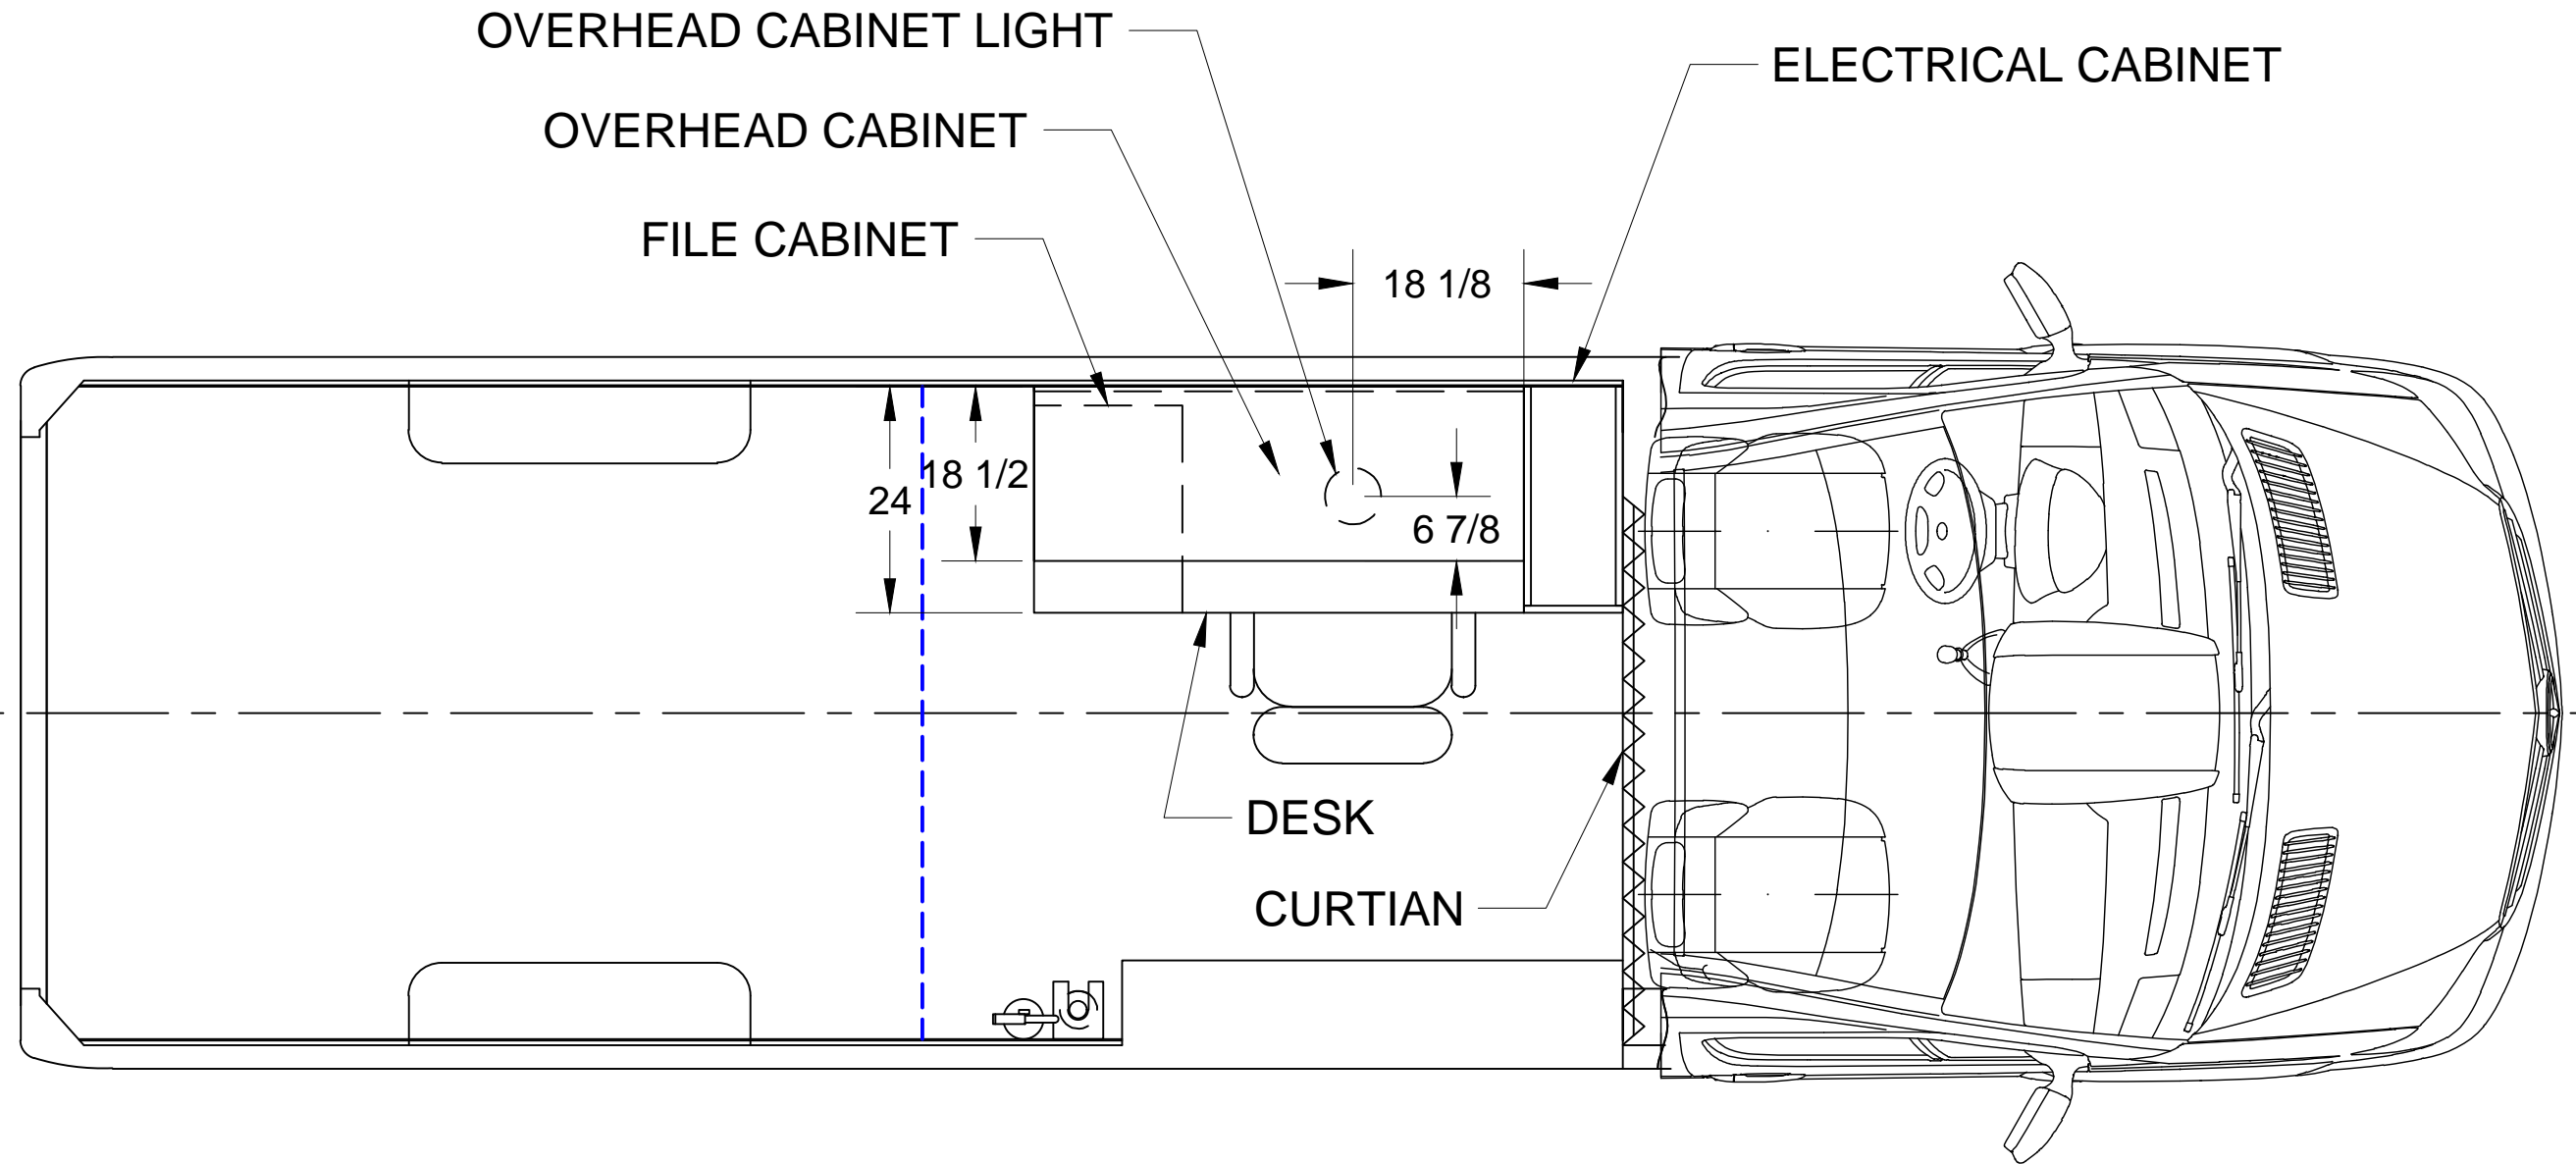 OVERHEAD CABINET LIGHT
ELECTRICAL CABINET
OVERHEAD CABINET
FILE CABINET
18 1/8
18 1/2
24
6 7/8
DESK
CURTIAN